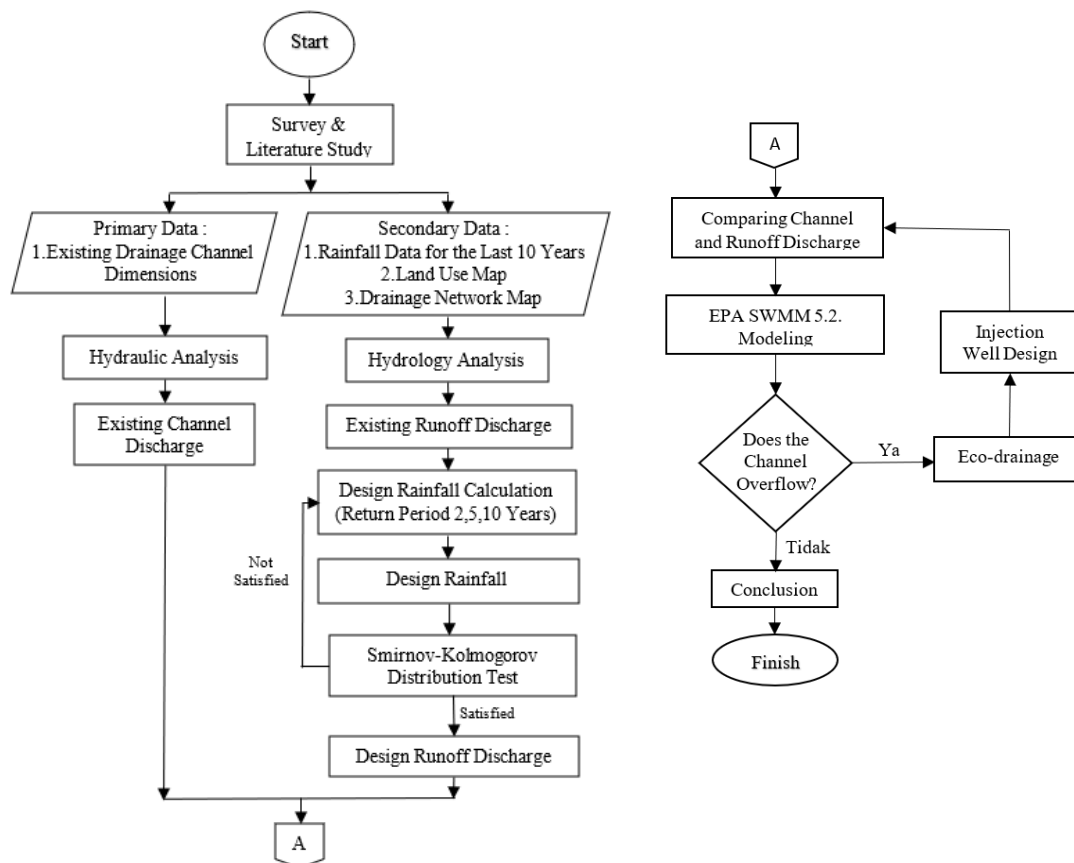 Start
Survey &
Literature Study
Primary Data :
1.Existing Drainage Channel
Dimensions
Secondary Data :
1.Rainfall Data for the Last 10 Years
2.Land Use Map
3.Drainage Network Map
Hydraulic Analysis
Hydrology Analysis
Existing Channel
Discharge
Existing Runoff Discharge
Design Rainfall Calculation
(Return Period 2,5,10 Years)
Not
Satisfied
Design Rainfall
Smirnov-Kolmogorov
Distribution Test
Satisfied
Design Runoff Discharge
A
A
Comparing Channel
and Runoff Discharge
EPA SWMM 5.2.
Modeling
Injection
Well Design
Does the
Channel
Overflow?
Ya
Eco-drainage
Tidak
Conclusion
Finish